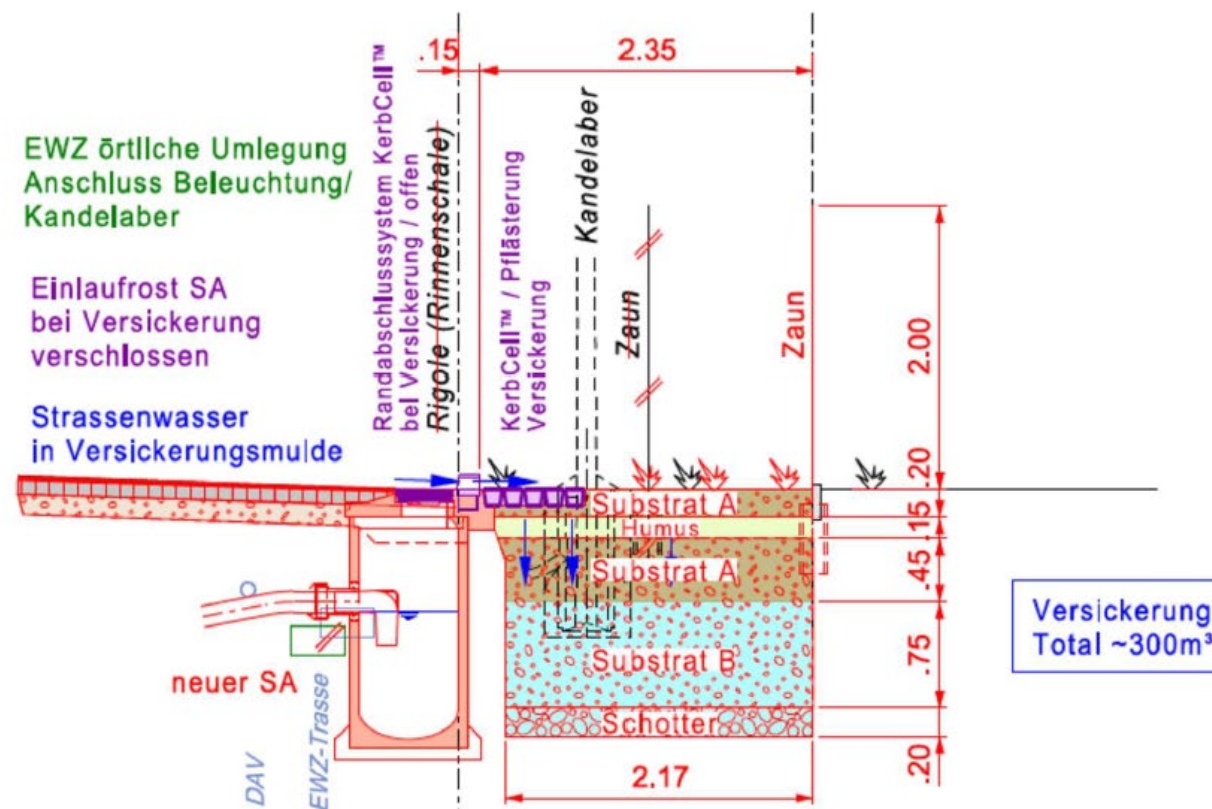 .15
2.35
EWZ örtliche Umlegung
Anschluss Beleuchtung/
Kandelaber
Einlaufrost SA
bei Versickerung
verschlossen
Strassenwasser
in Versickerungsmulde
Randabschlusssystem KerbCell™
bei Versickerung / offen
Rigole (Rinnenschale)
KerbCell™ / Pflästerung
Versickerung
Kandelaber
Zaun
Zaun
2.00
.20
.15
.45
.75
.20
Substrat A
Humus
Substrat A
Substrat B
Schotter
2.17
neuer SA
DAV
EWZ-Trasse
Versickerung
Total ~300m³